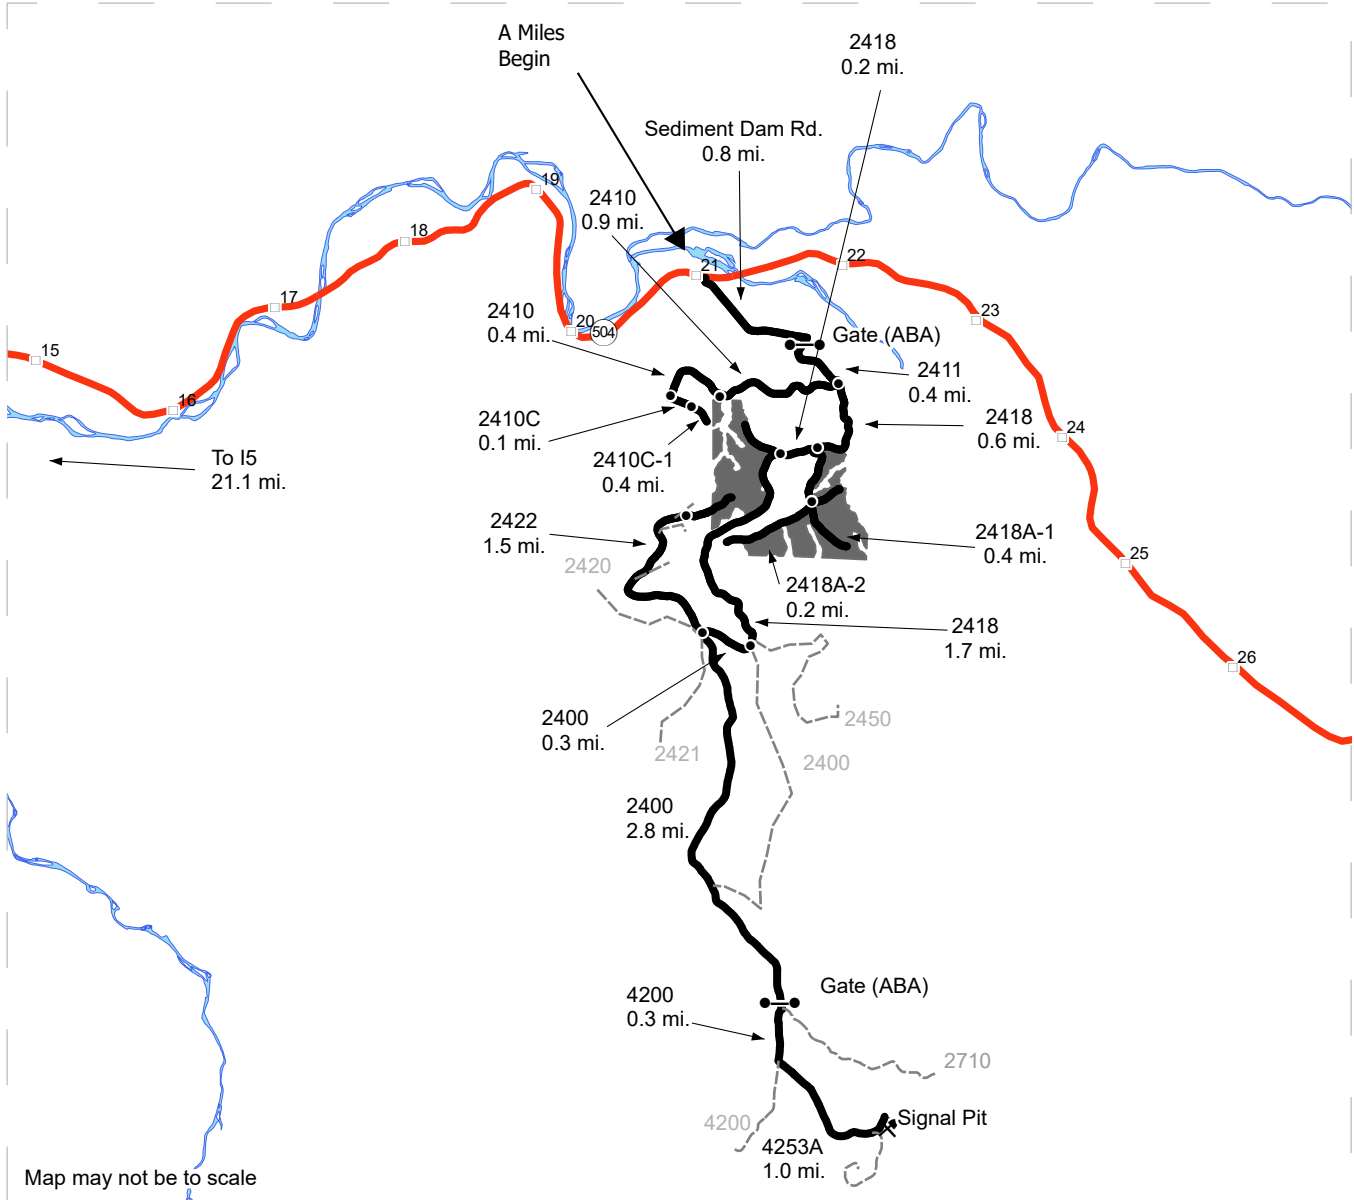 A Miles
Begin
2418
0.2 mi.
Sediment Dam Rd.
0.8 mi.
19
2410
0.9 mi.
18
21
22
17
2410
0.4 mi.
20
504
23
Gate (ABA)
15
2411
0.4 mi.
16
2410C
0.1 mi.
2418
0.6 mi.
24
To I5
21.1 mi.
2410C-1
0.4 mi.
2422
1.5 mi.
2418A-1
0.4 mi.
25
2420
2418A-2
0.2 mi.
2418
1.7 mi.
26
2400
0.3 mi.
2450
2421
2400
2400
2.8 mi.
Gate (ABA)
4200
0.3 mi.
2710
4200
Signal Pit
4253A
1.0 mi.
Map may not be to scale